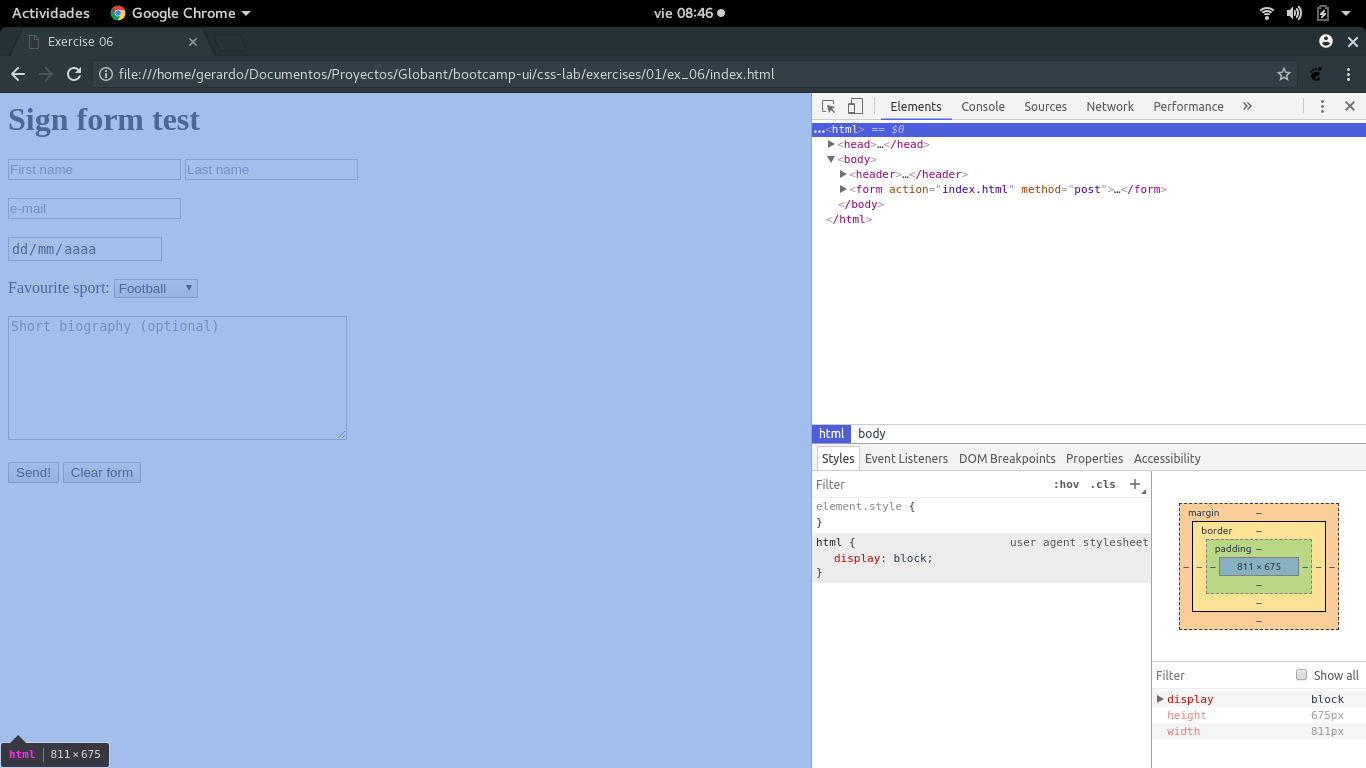 Actividades Google Chrome vie 08:46
Exercise 06
file:///home/gerardo/Documentos/Proyectos/Globant/bootcamp-ui/css-lab/exercises/01/ex_06/index.html
Sign form test
First name Last name
e-mail
dd/mm/aaaa
Favourite sport: Football
Short biography (optional)
Send! Clear form
html 811 × 675
Elements Console Sources Network Performance »
…<html> == $0
<head>…</head>
<body>
<header>…</header>
<form action="index.html" method="post">…</form>
</body>
</html>
html body
Styles Event Listeners DOM Breakpoints Properties Accessibility
Filter :hov .cls +
element.style {
}
html { user agent stylesheet
display: block;
}
margin –
border –
padding –
– – – 811 × 675 – – –
–
–
–
Filter Show all
display block
height 675px
width 811px